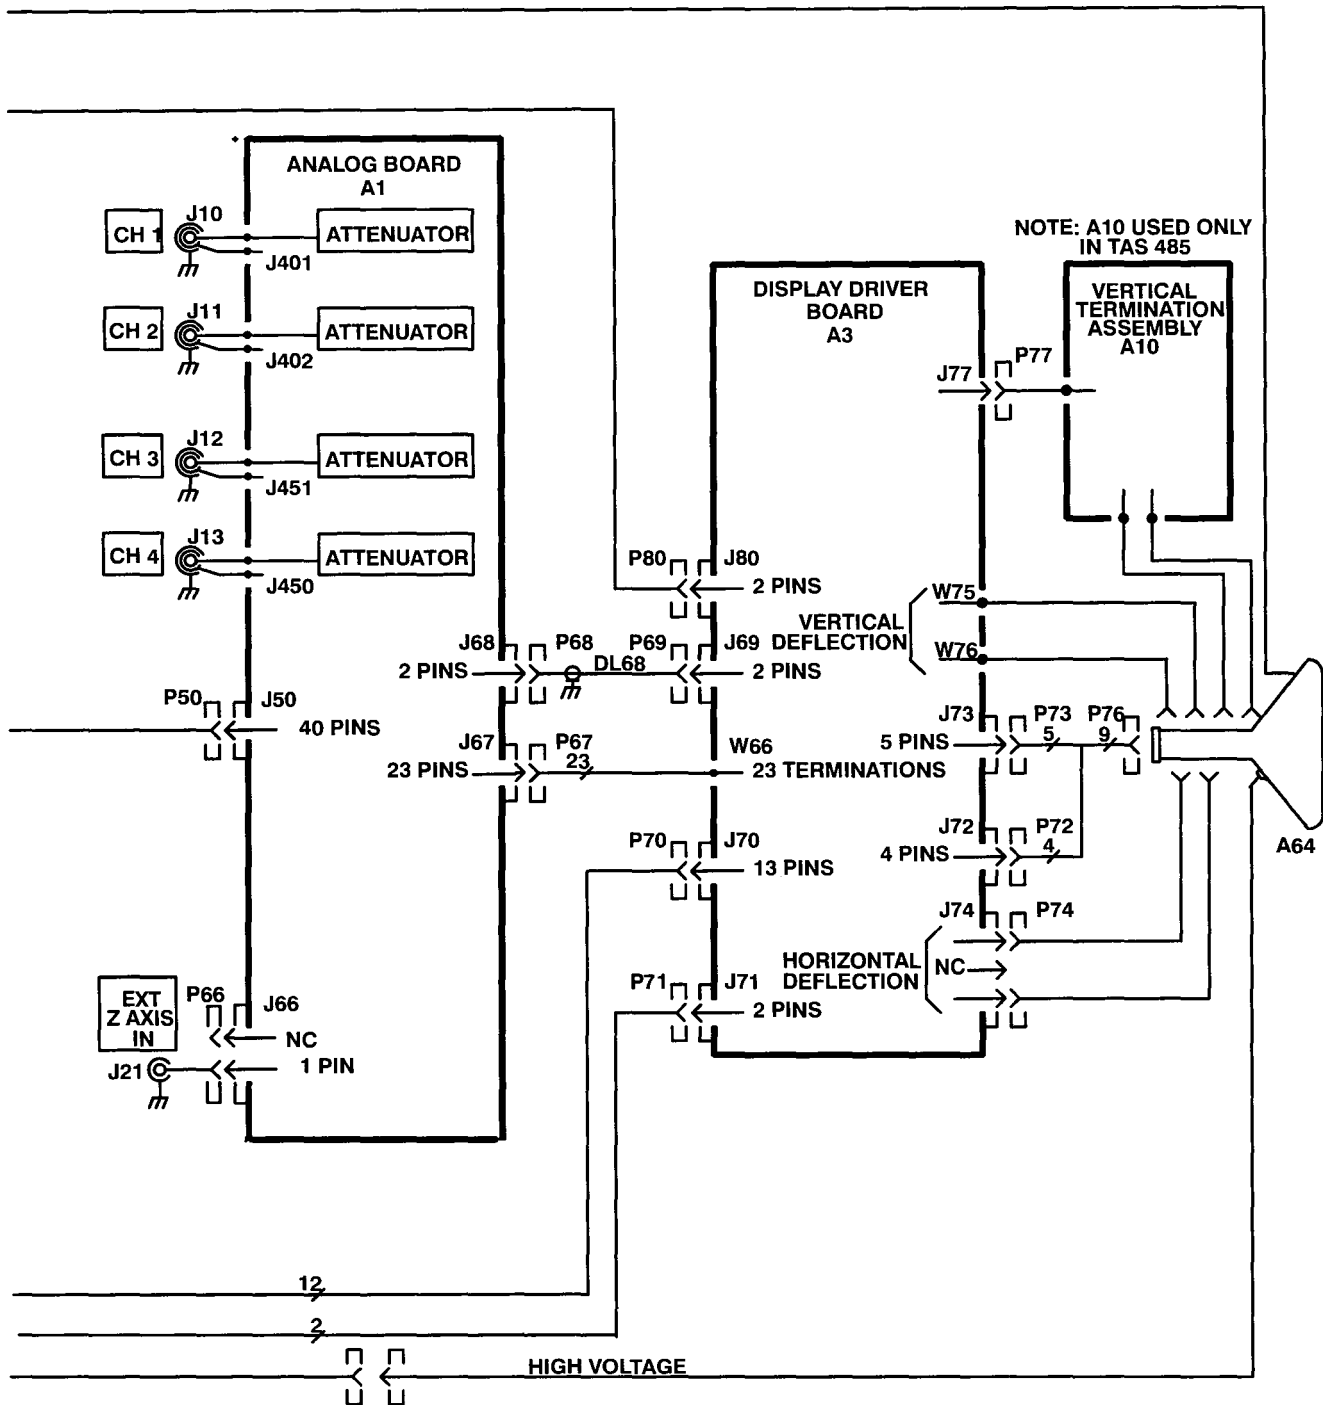 ANALOG BOARD
A1
CH 1
J10
ATTENUATOR
J401
CH 2
J11
ATTENUATOR
J402
CH 3
J12
ATTENUATOR
J451
CH 4
J13
ATTENUATOR
J450
P50
J50
40 PINS
J68
P68
2 PINS
DL68
J67
P67
23 PINS
23
EXT
Z AXIS
IN
P66
J66
NC
J21
1 PIN
DISPLAY DRIVER
BOARD
A3
P80
J80
2 PINS
P69
J69
2 PINS
W66
23 TERMINATIONS
P70
J70
13 PINS
P71
J71
2 PINS
J77
P77
NOTE: A10 USED ONLY
IN TAS 485
VERTICAL
TERMINATION
ASSEMBLY
A10
VERTICAL
DEFLECTION
W75
W76
J73
P73
P76
5 PINS
5
9
J72
P72
4 PINS
4
J74
P74
HORIZONTAL
DEFLECTION
NC
A64
12
2
HIGH VOLTAGE